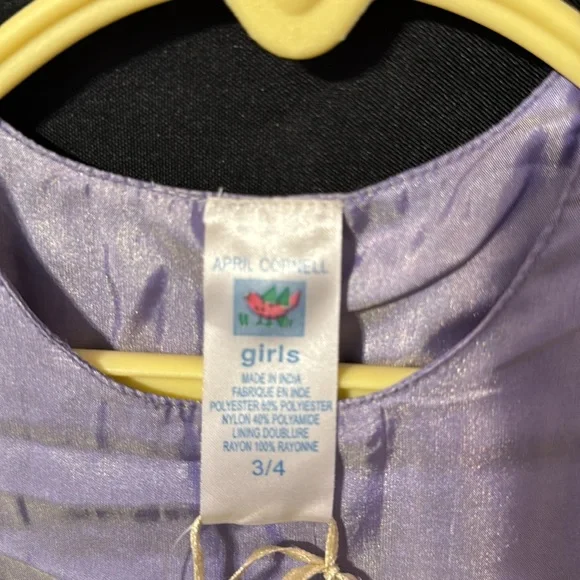 APRIL CORNELL
girls
MADE IN INDIA
FABRIQUE EN INDE
POLYESTER 60% POLYIESTER
NYLON 40% POLYAMIDE
LINING DOUBLURE
RAYON 100% RAYONNE
3/4